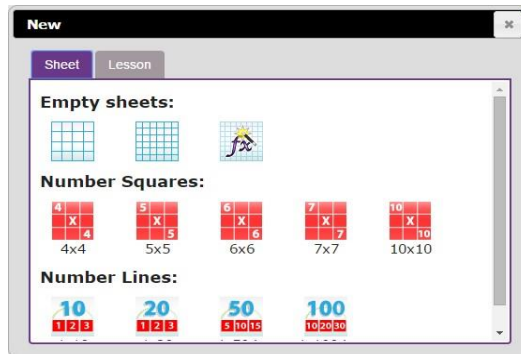 New
×
Sheet Lesson
Empty sheets:
fx
Number Squares:
4 X 4 5 X 5 6 X 6 7 X 7 10 X 10
4x4 5x5 6x6 7x7 10x10
Number Lines:
10 20 50 100
1 2 3 1 2 3 5 10 15 10 20 30